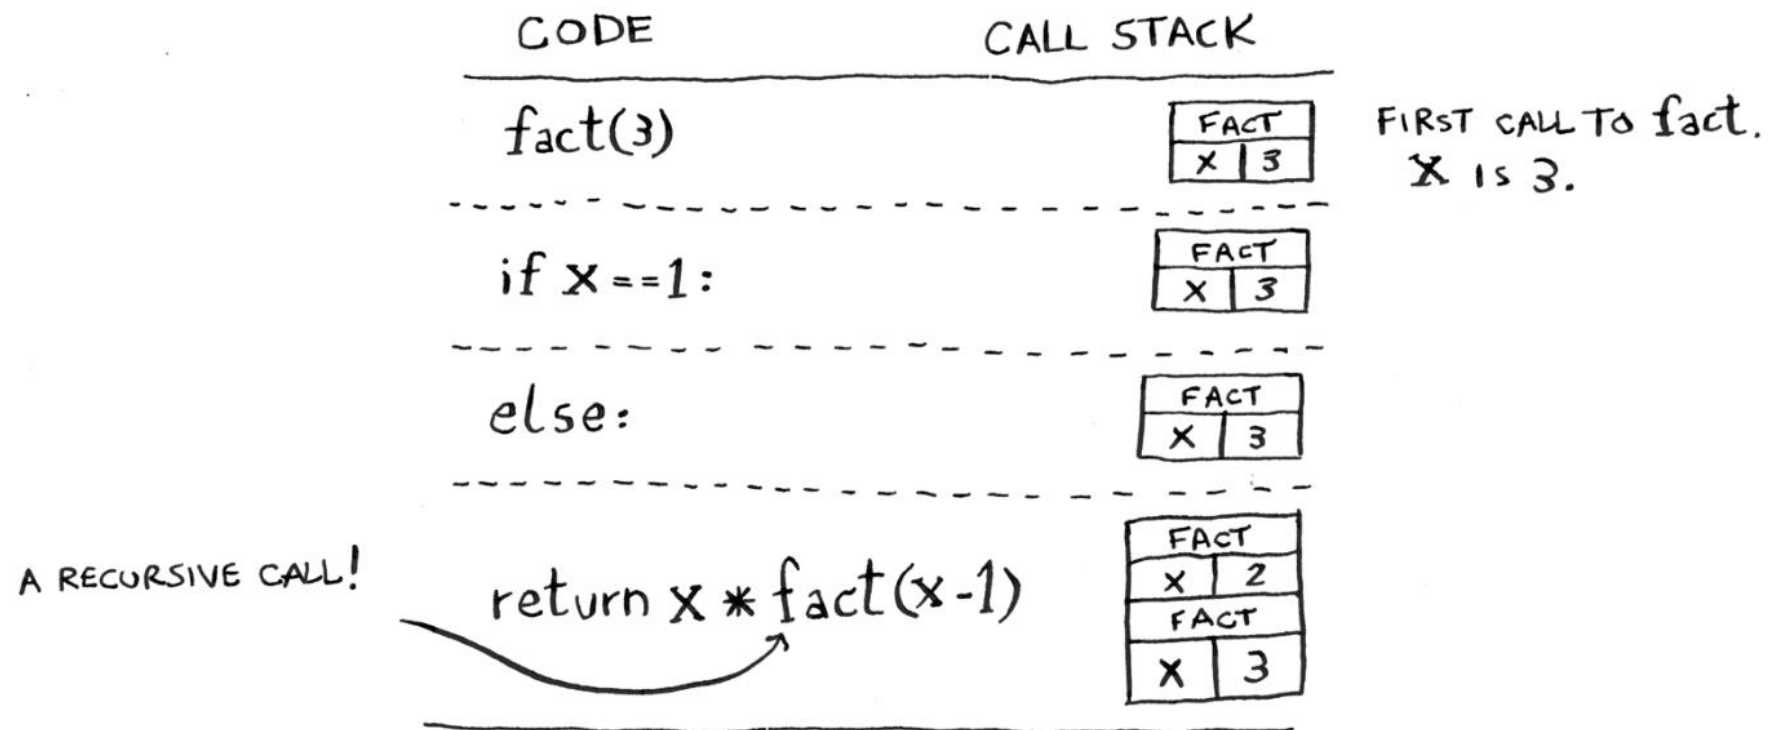 CODE CALL STACK
fact(3)
FACT
X 3
FIRST CALL TO fact.
X IS 3.
if x==1:
FACT
X 3
else:
FACT
X 3
A RECURSIVE CALL!
return x * fact(x-1)
FACT
X 2
FACT
X 3